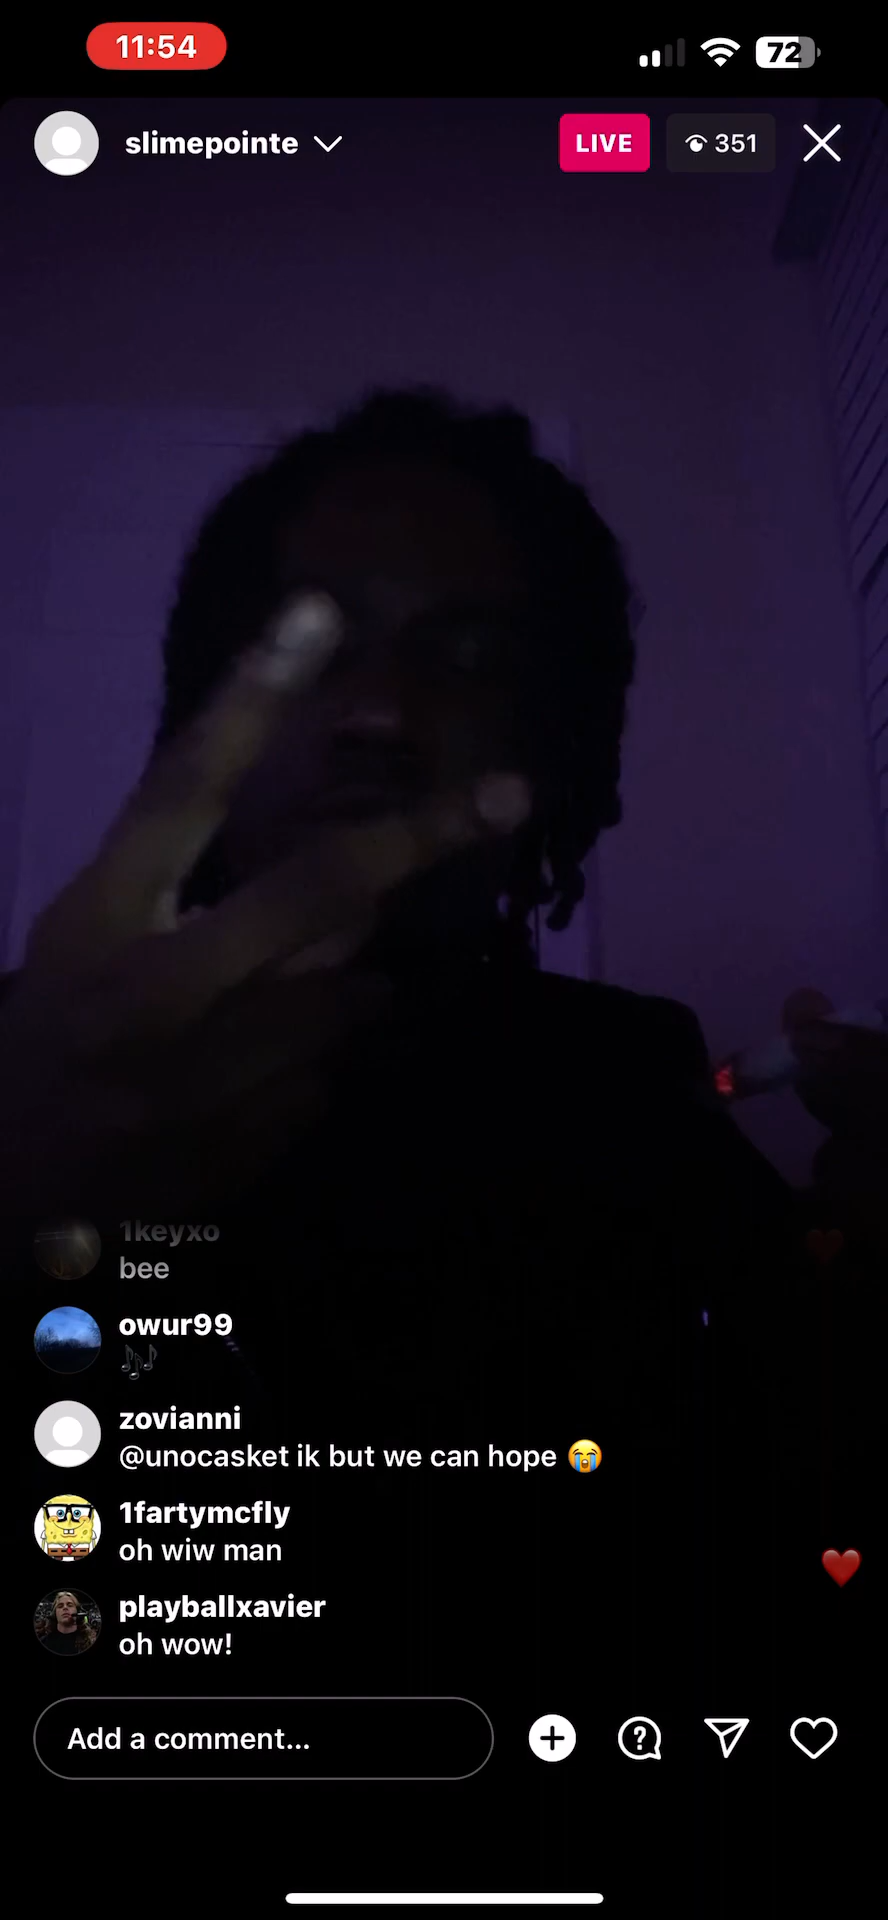 11:54
72
slimepointe
LIVE
351
1keyxo
bee
owur99
🎶
zovianni
@unocasket ik but we can hope 😭
1fartymcfly
oh wiw man
playballxavier
oh wow!
Add a comment...